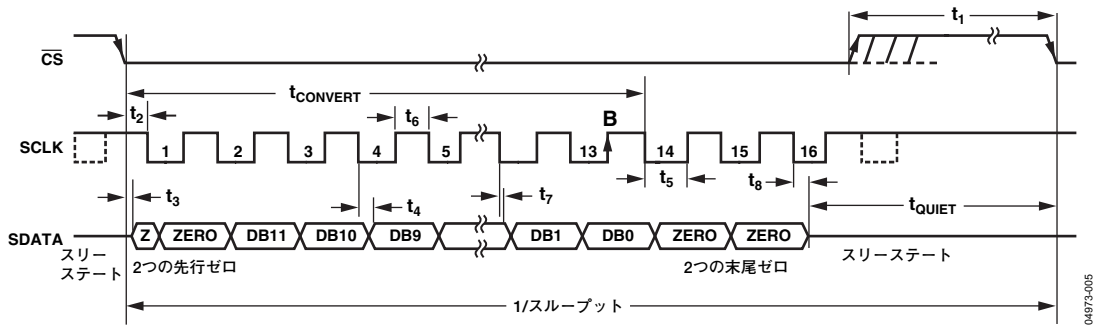 t1
CS
tCONVERT
t2
t6
B
SCLK
1 2 3 4 5 13 14 15 16
t3
t4
t7
t5
t8
tQUIET
SDATA
Z ZERO DB11 DB10 DB9 DB1 DB0 ZERO ZERO
スリー
ステート
2つの先行ゼロ
2つの末尾ゼロ
スリーステート
1/スループット
04973-005